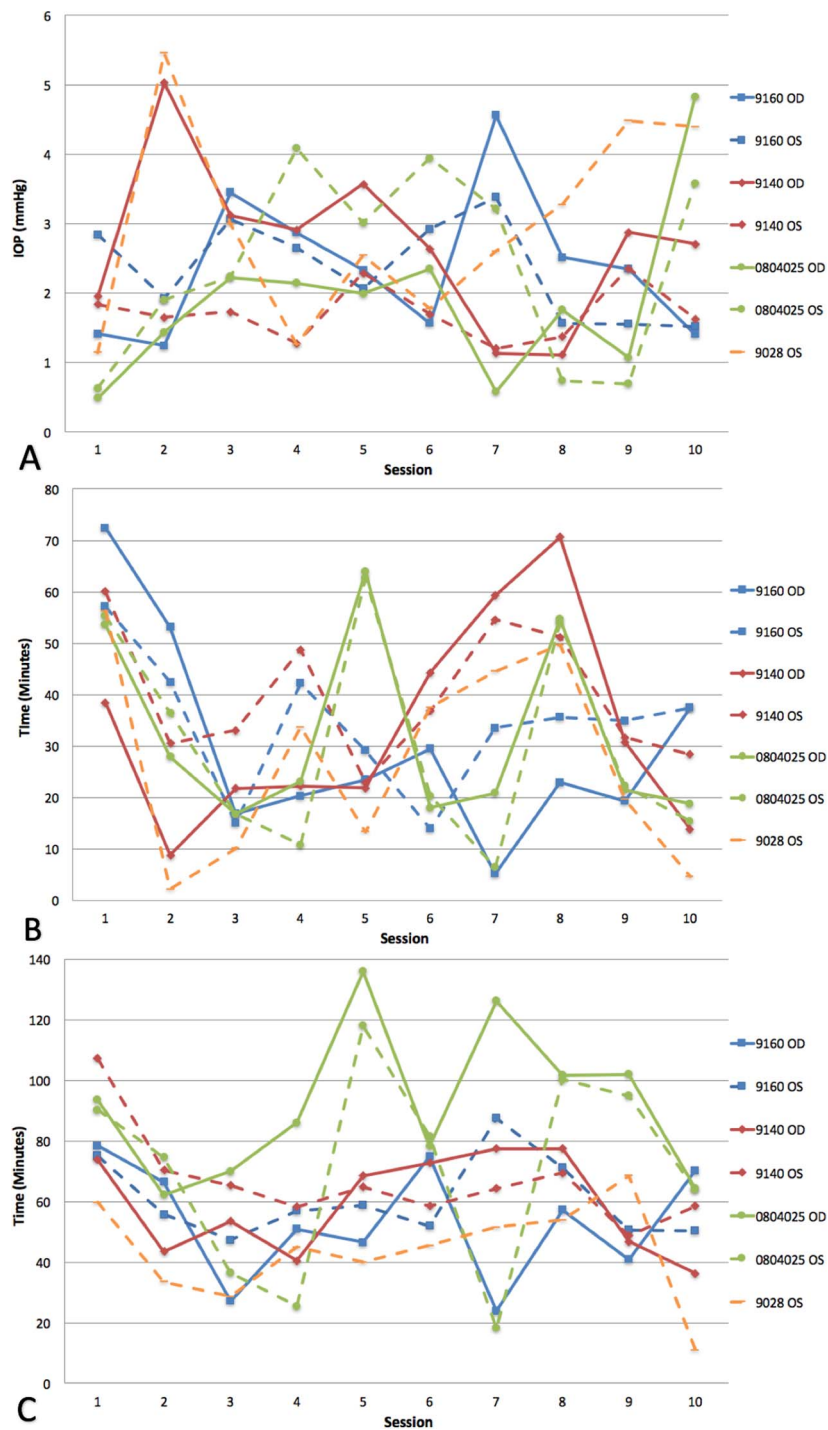 6
5
4
3
2
1
0
IOP (mmHg)
1 2 3 4 5 6 7 8 9 10
Session
A
9160 OD
9160 OS
9140 OD
9140 OS
0804025 OD
0804025 OS
9028 OS
80
70
60
50
40
30
20
10
0
Time (Minutes)
1 2 3 4 5 6 7 8 9 10
Session
B
9160 OD
9160 OS
9140 OD
9140 OS
0804025 OD
0804025 OS
9028 OS
140
120
100
80
60
40
20
0
Time (Minutes)
1 2 3 4 5 6 7 8 9 10
Session
C
9160 OD
9160 OS
9140 OD
9140 OS
0804025 OD
0804025 OS
9028 OS